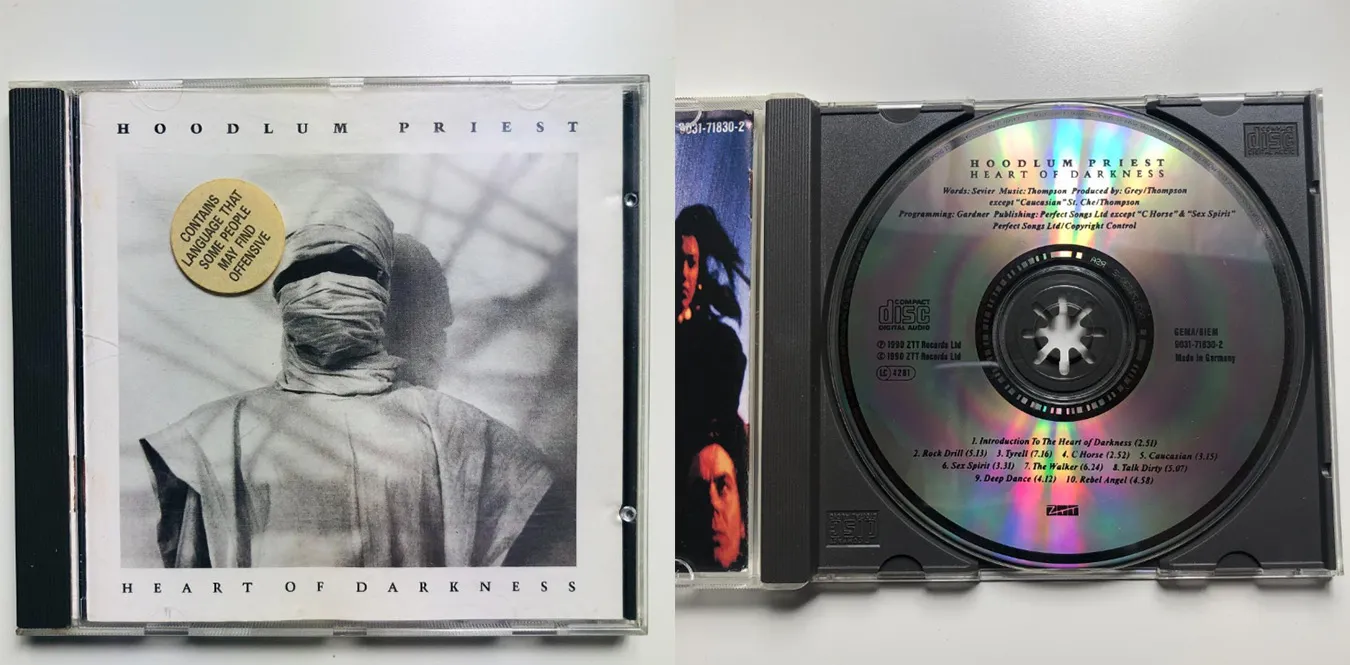 HOODLUM PRIEST
CONTAINS
LANGUAGE THAT
SOME PEOPLE
MAY FIND
OFFENSIVE
HEART OF DARKNESS
9031-71830-2
HOODLUM PRIEST
HEART OF DARKNESS
Words: Sevier Music: Thompson Produced by: Grey/Thompson
except "Caucasian" St. Che/Thompson
Programming: Gardner Publishing: Perfect Songs Ltd except "C Horse" & "Sex Spirit"
Perfect Songs Ltd/Copyright Control
COMPACT
disc
DIGITAL AUDIO
℗ 1990 ZTT Records Ltd
© 1990 ZTT Records Ltd
LC 4281
GEMA/BIEM
9031-71830-2
Made in Germany
1. Introduction To The Heart of Darkness (2.51)
2. Rock Drill (5.13) 3. Tyrell (7.16) 4. C Horse (2.52) 5. Caucasian (3.15)
6. Sex Spirit (3.31) 7. The Walker (6.24) 8. Talk Dirty (5.07)
9. Deep Dance (4.12) 10. Rebel Angel (4.58)
ZTT
disc